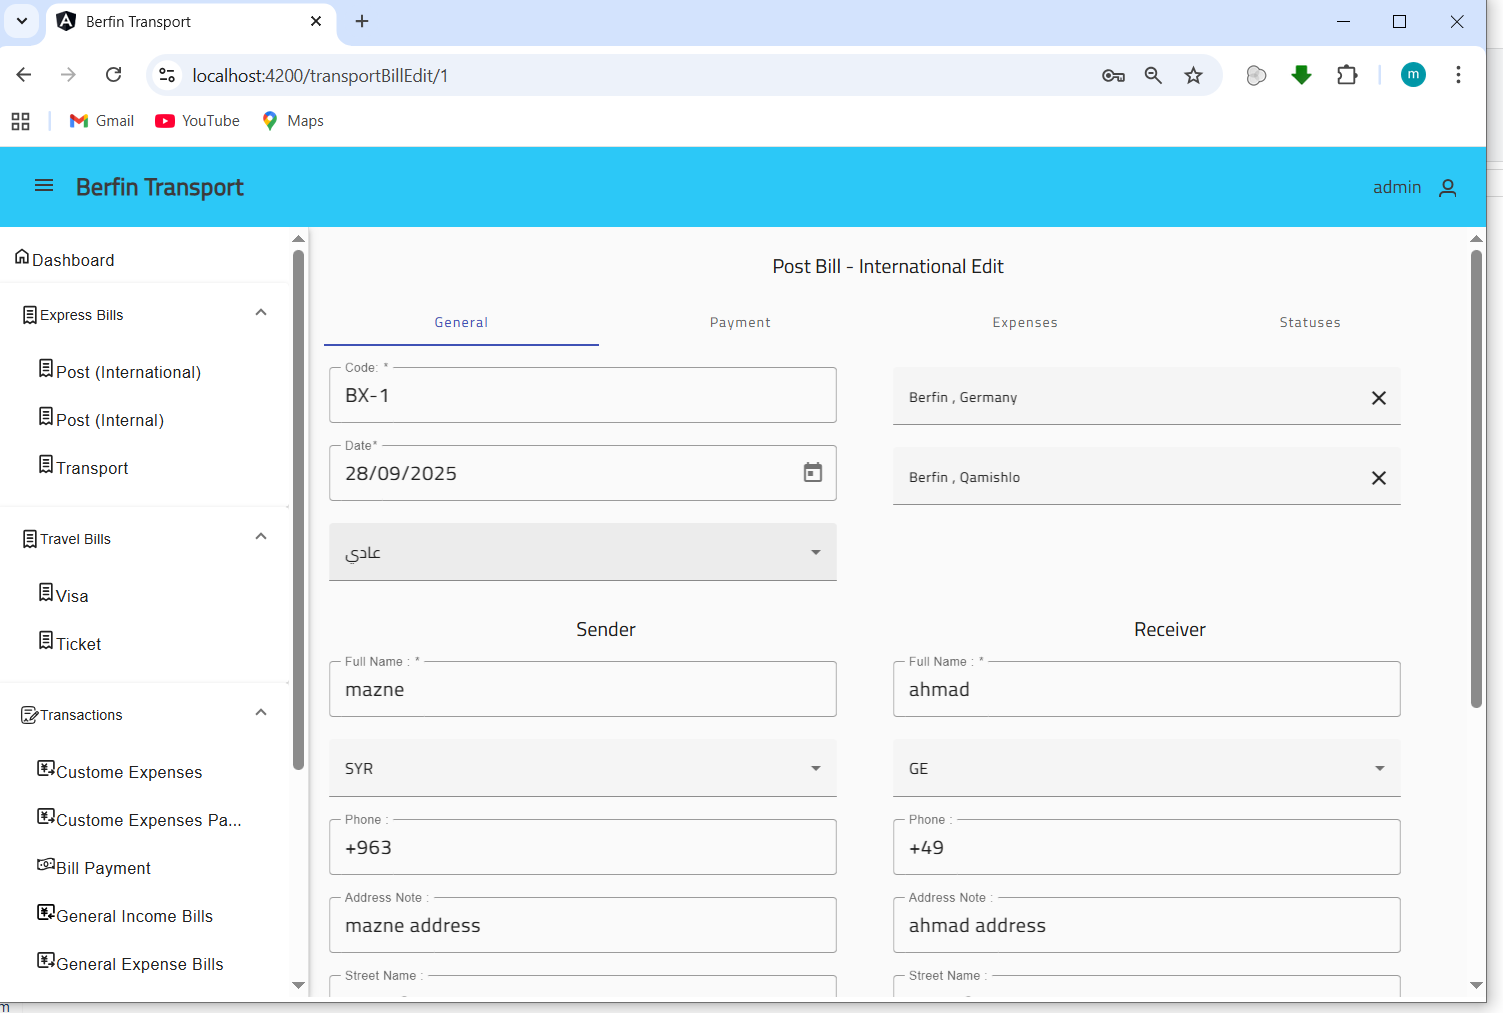 Berfin Transport
localhost:4200/transportBillEdit/1
m
Gmail
YouTube
Maps
Berfin Transport
admin
Dashboard
Express Bills
Post (International)
Post (Internal)
Transport
Travel Bills
Visa
Ticket
Transactions
Custome Expenses
Custome Expenses Pa...
Bill Payment
General Income Bills
General Expense Bills
Post Bill - International Edit
General
Payment
Expenses
Statuses
Code: *
BX-1
Berfin , Germany
Date*
28/09/2025
Berfin , Qamishlo
عادي
Sender
Receiver
Full Name : *
mazne
Full Name : *
ahmad
SYR
GE
Phone :
+963
Phone :
+49
Address Note :
mazne address
Address Note :
ahmad address
Street Name :
Street Name :
m